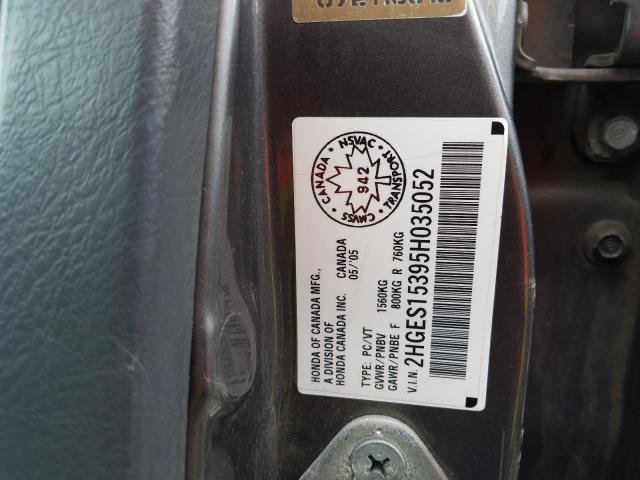 CANADA
NSVAC
TRANSPORT
CMVSS
942
HONDA OF CANADA MFG.,
A DIVISION OF
HONDA CANADA INC. CANADA
05/'05
TYPE: PC/VT
GVWR/PNBV 1560KG
GAWR/PNBE F 800KG R 760KG
V.I.N. 2HGES15395H035052